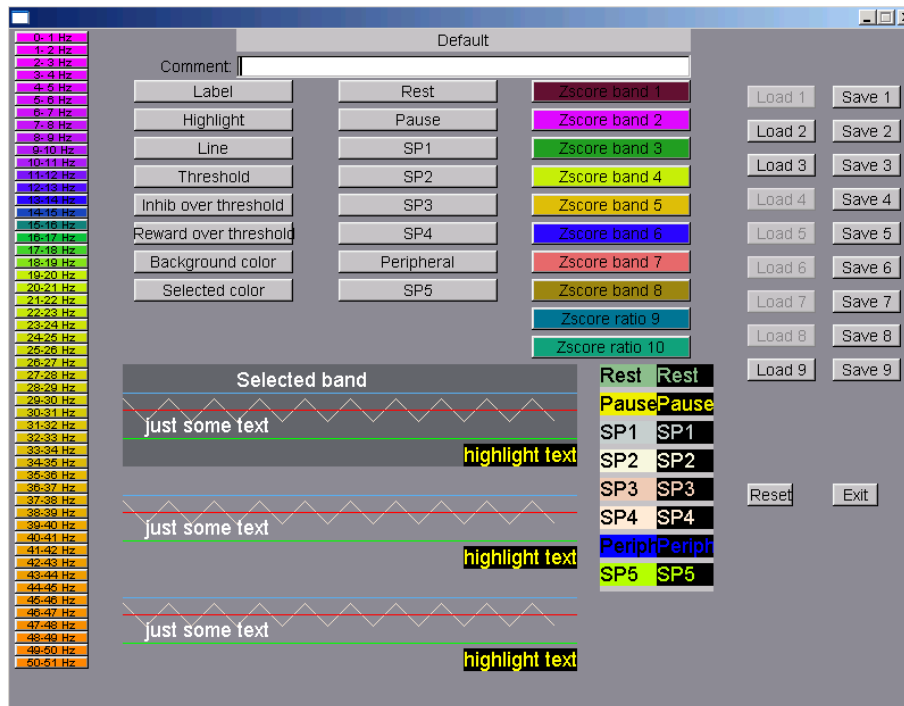 Default
Comment:
0- 1 Hz
1- 2 Hz
2- 3 Hz
3- 4 Hz
4- 5 Hz
5- 6 Hz
6- 7 Hz
7- 8 Hz
8- 9 Hz
9-10 Hz
10-11 Hz
11-12 Hz
12-13 Hz
13-14 Hz
14-15 Hz
15-16 Hz
16-17 Hz
17-18 Hz
18-19 Hz
19-20 Hz
20-21 Hz
21-22 Hz
22-23 Hz
23-24 Hz
24-25 Hz
25-26 Hz
26-27 Hz
27-28 Hz
28-29 Hz
29-30 Hz
30-31 Hz
31-32 Hz
32-33 Hz
33-34 Hz
34-35 Hz
35-36 Hz
36-37 Hz
37-38 Hz
38-39 Hz
39-40 Hz
40-41 Hz
41-42 Hz
42-43 Hz
43-44 Hz
44-45 Hz
45-46 Hz
46-47 Hz
47-48 Hz
48-49 Hz
49-50 Hz
50-51 Hz
Label
Highlight
Line
Threshold
Inhib over threshold
Reward over threshold
Background color
Selected color
Rest
Pause
SP1
SP2
SP3
SP4
Peripheral
SP5
Zscore band 1
Zscore band 2
Zscore band 3
Zscore band 4
Zscore band 5
Zscore band 6
Zscore band 7
Zscore band 8
Zscore ratio 9
Zscore ratio 10
Load 1 Save 1
Load 2 Save 2
Load 3 Save 3
Load 4 Save 4
Load 5 Save 5
Load 6 Save 6
Load 7 Save 7
Load 8 Save 8
Load 9 Save 9
Selected band
just some text
highlight text
just some text
highlight text
just some text
highlight text
Rest Rest
Pause Pause
SP1 SP1
SP2 SP2
SP3 SP3
SP4 SP4
Periph Periph
SP5 SP5
Reset Exit